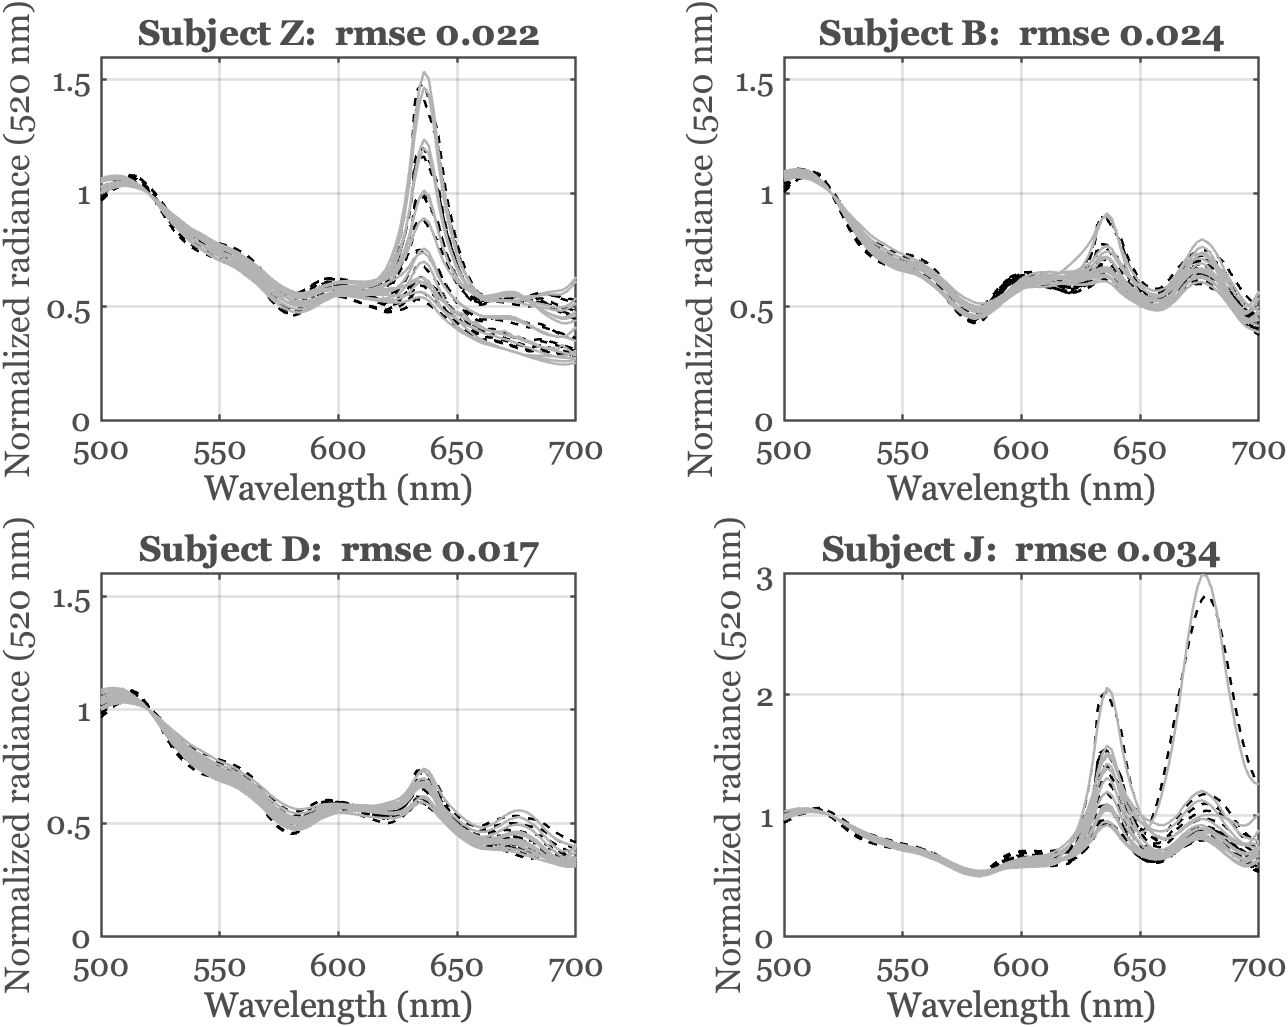 Subject Z: rmse 0.022
Normalized radiance (520 nm)
1.5
1
0.5
0
500 550 600 650 700
Wavelength (nm)
Subject B: rmse 0.024
Normalized radiance (520 nm)
1.5
1
0.5
0
500 550 600 650 700
Wavelength (nm)
Subject D: rmse 0.017
Normalized radiance (520 nm)
1.5
1
0.5
0
500 550 600 650 700
Wavelength (nm)
Subject J: rmse 0.034
Normalized radiance (520 nm)
3
2
1
0
500 550 600 650 700
Wavelength (nm)